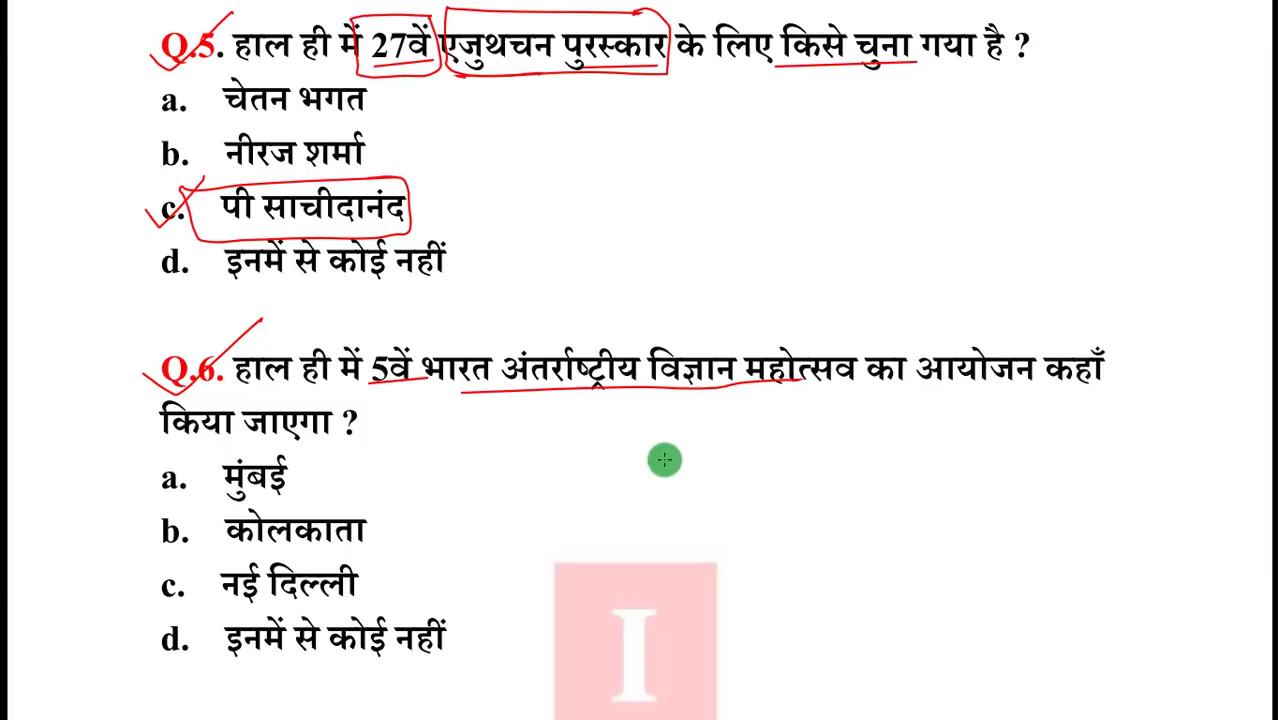 Q.5. हाल ही में 27वें एजुथचन पुरस्कार के लिए किसे चुना गया है ?
a. चेतन भगत
b. नीरज शर्मा
c. पी साचीदानंद
d. इनमें से कोई नहीं
Q.6. हाल ही में 5वें भारत अंतर्राष्ट्रीय विज्ञान महोत्सव का आयोजन कहाँ
किया जाएगा ?
a. मुंबई
b. कोलकाता
c. नई दिल्ली
d. इनमें से कोई नहीं
I